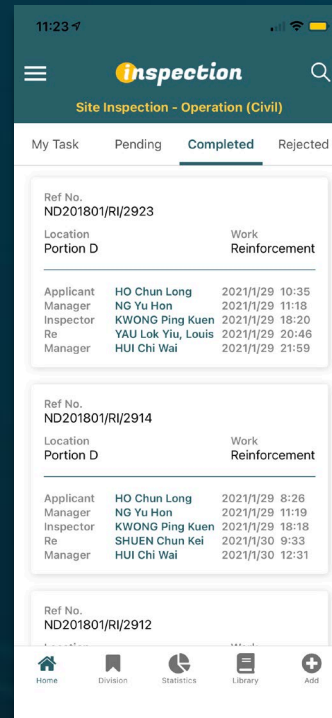 11:23
inspection
Site Inspection - Operation (Civil)
My Task Pending Completed Rejected
Ref No.
ND201801/RI/2923
Location Work
Portion D Reinforcement
Applicant HO Chun Long 2021/1/29 10:35
Manager NG Yu Hon 2021/1/29 11:18
Inspector KWONG Ping Kuen 2021/1/29 18:20
Re YAU Lok Yiu, Louis 2021/1/29 20:46
Manager HUI Chi Wai 2021/1/29 21:59
Ref No.
ND201801/RI/2914
Location Work
Portion D Reinforcement
Applicant HO Chun Long 2021/1/29 8:26
Manager NG Yu Hon 2021/1/29 11:19
Inspector KWONG Ping Kuen 2021/1/29 18:18
Re SHUEN Chun Kei 2021/1/30 9:33
Manager HUI Chi Wai 2021/1/30 12:31
Ref No.
ND201801/RI/2912
Home Division Statistics Library Add